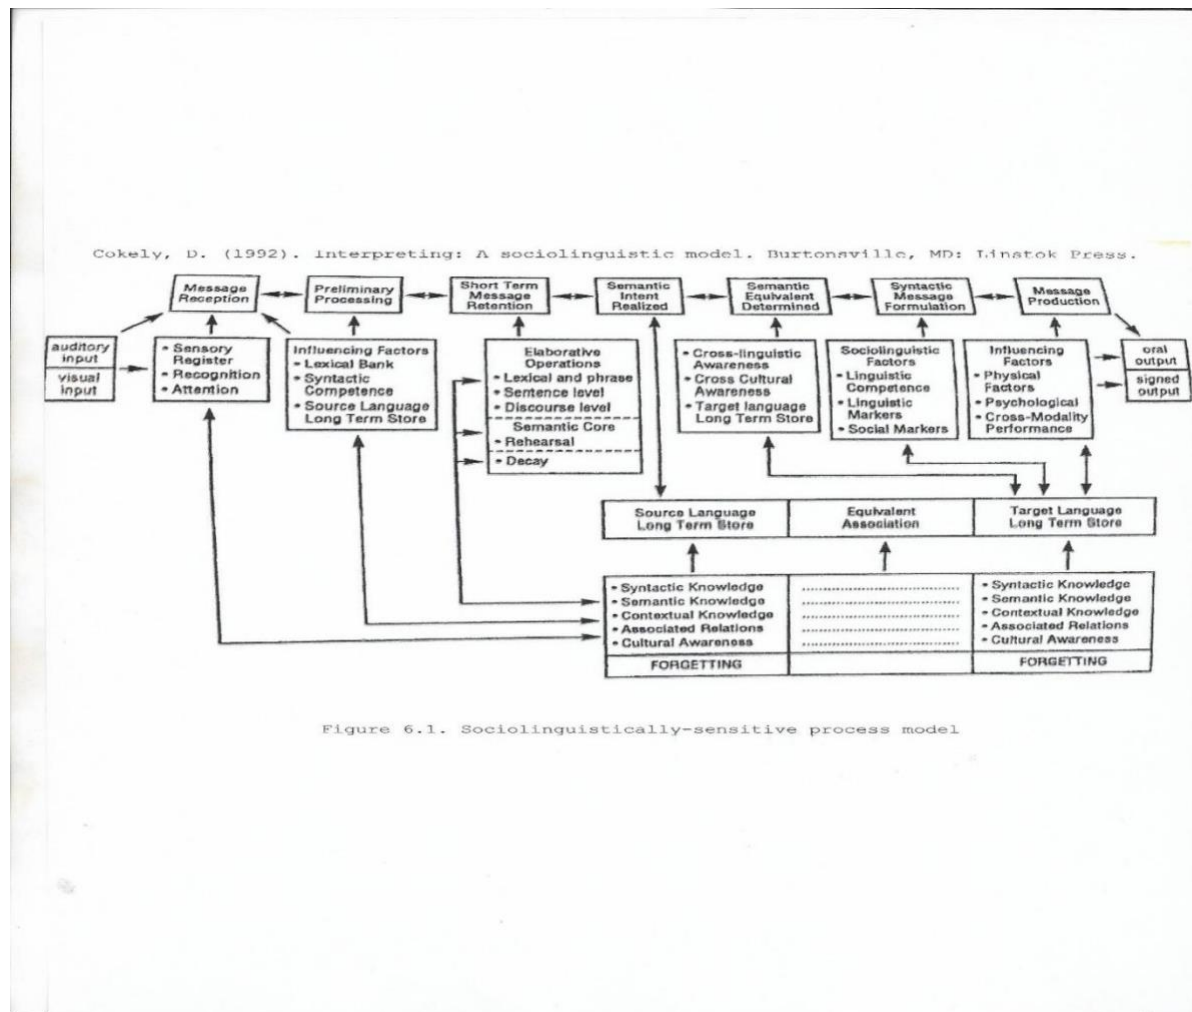 Cokely, D. (1992). Interpreting: A sociolinguistic model. Burtonsville, MD: Linstok Press.
Message
Reception
Preliminary
Processing
Short Term
Message
Retention
Semantic
Intent
Realized
Semantic
Equivalent
Determined
Syntactic
Message
Formulation
Message
Production
auditory
input
visual
input
• Sensory
Register
• Recognition
• Attention
Influencing Factors
• Lexical Bank
• Syntactic
Competence
• Source Language
Long Term Store
Elaborative
Operations
• Lexical and phrase
• Sentence level
• Discourse level
Semantic Core
• Rehearsal
• Decay
• Cross-linguistic
Awareness
• Cross Cultural
Awareness
• Target language
Long Term Store
Sociolinguistic
Factors
• Linguistic
Competence
• Linguistic
Markers
• Social Markers
Influencing
Factors
• Physical
Factors
• Psychological
• Cross-Modality
Performance
oral
output
signed
output
Source Language
Long Term Store
Equivalent
Association
Target Language
Long Term Store
• Syntactic Knowledge
• Semantic Knowledge
• Contextual Knowledge
• Associated Relations
• Cultural Awareness
FORGETTING
• Syntactic Knowledge
• Semantic Knowledge
• Contextual Knowledge
• Associated Relations
• Cultural Awareness
FORGETTING
Figure 6.1. Sociolinguistically-sensitive process model